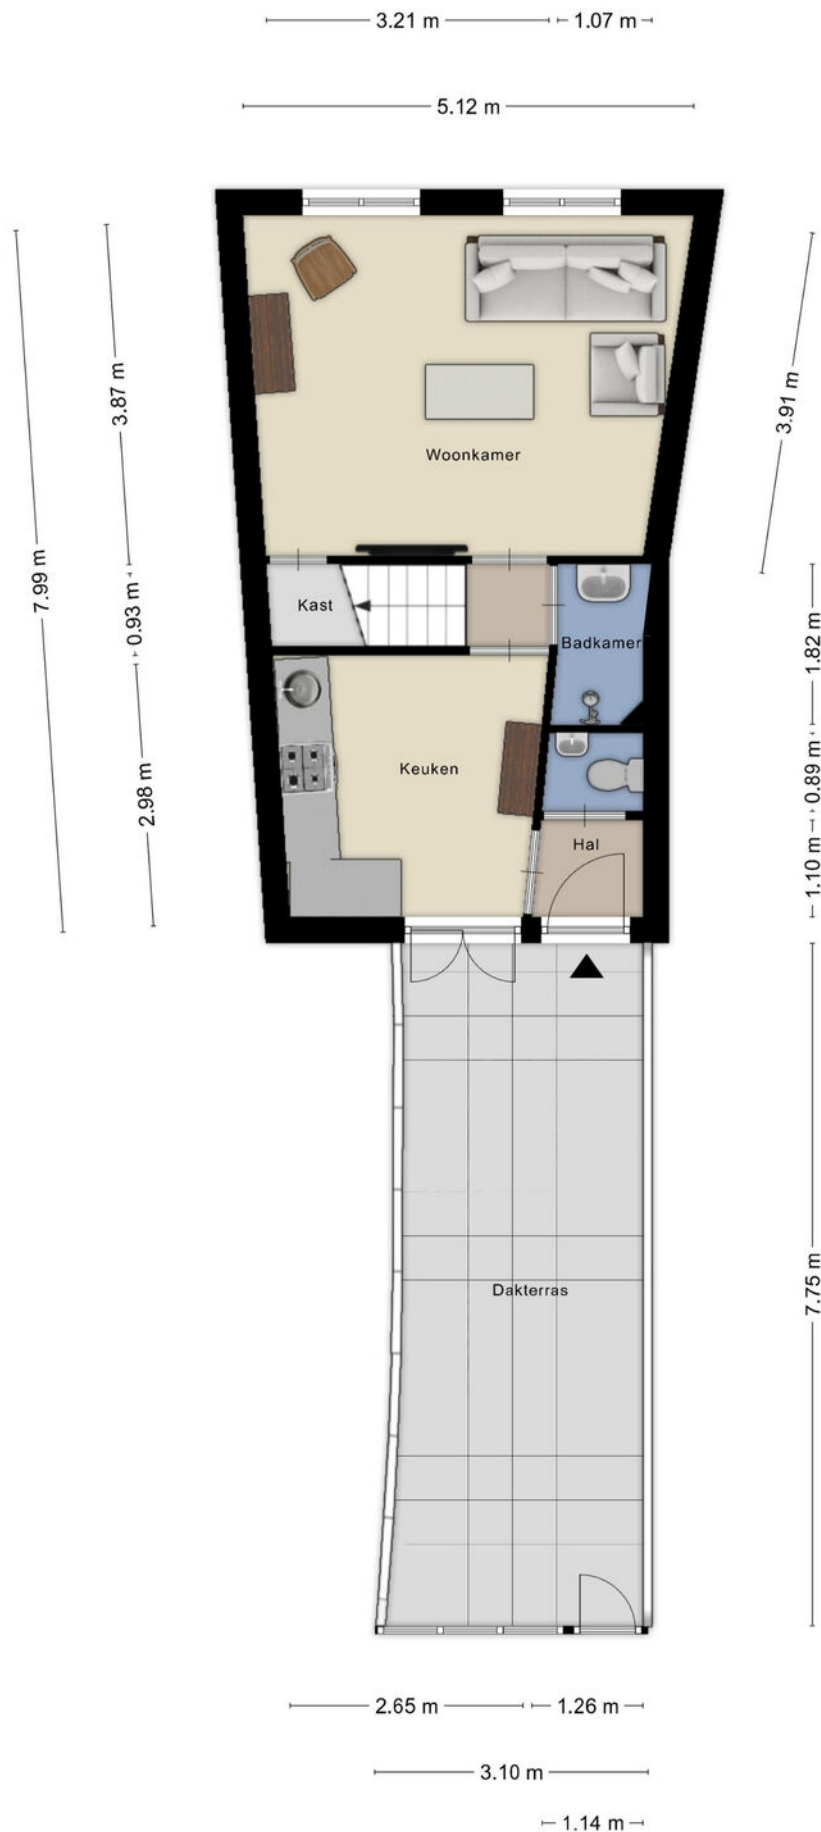 3.21 m
1.07 m
5.12 m
7.99 m
3.87 m
0.93 m
2.98 m
3.91 m
1.82 m
0.89 m
1.10 m
7.75 m
Woonkamer
Kast
Badkamer
Keuken
Hal
Dakterras
2.65 m
1.26 m
3.10 m
1.14 m